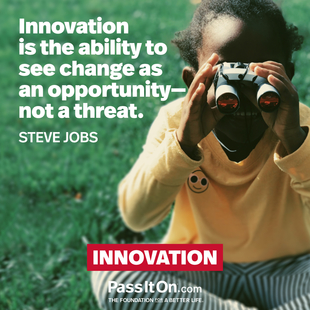 Innovation
is the ability to
see change as
an opportunity—
not a threat.
STEVE JOBS
INNOVATION
PassItOn.com
THE FOUNDATION FOR A BETTER LIFE.